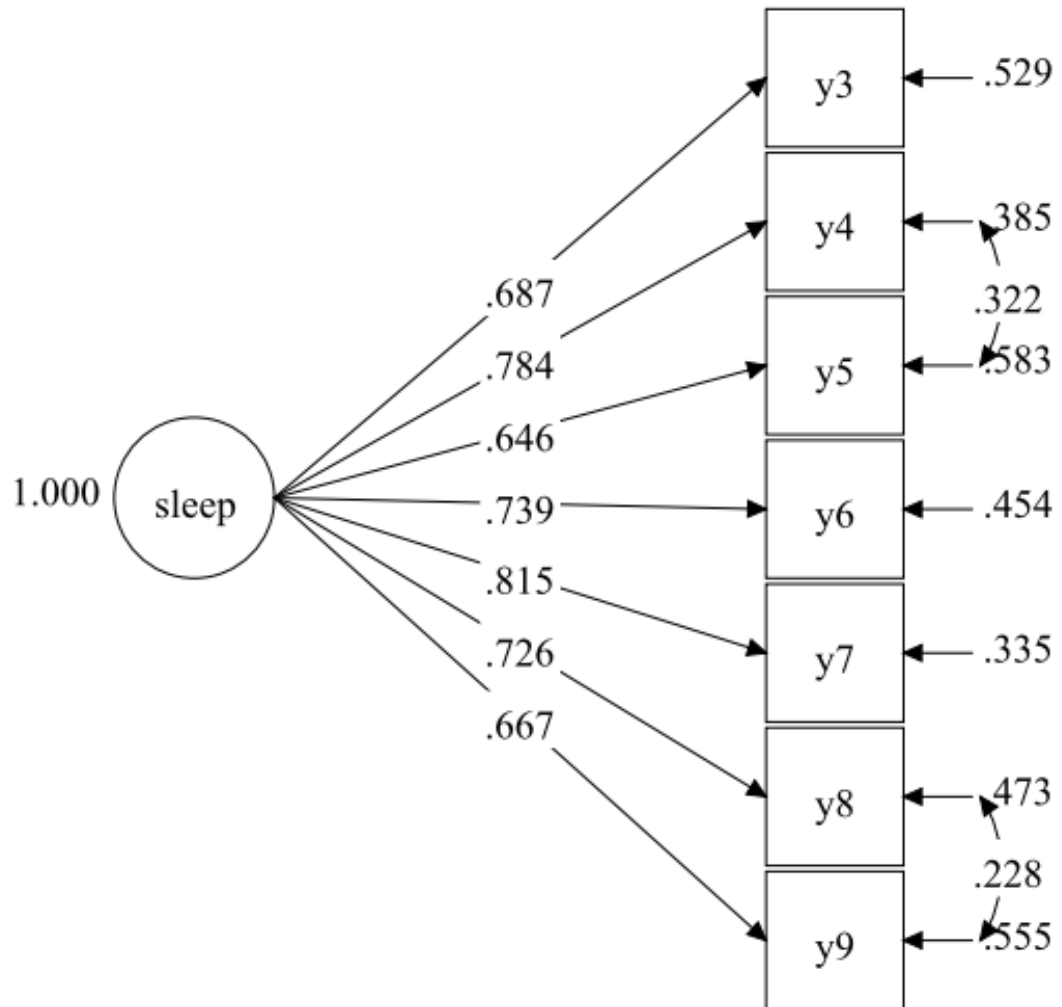 y3
.529
y4
.385
.322
y5
.583
y6
.454
y7
.335
y8
.473
.228
y9
.555
.687
.784
.646
.739
.815
.726
.667
1.000
sleep